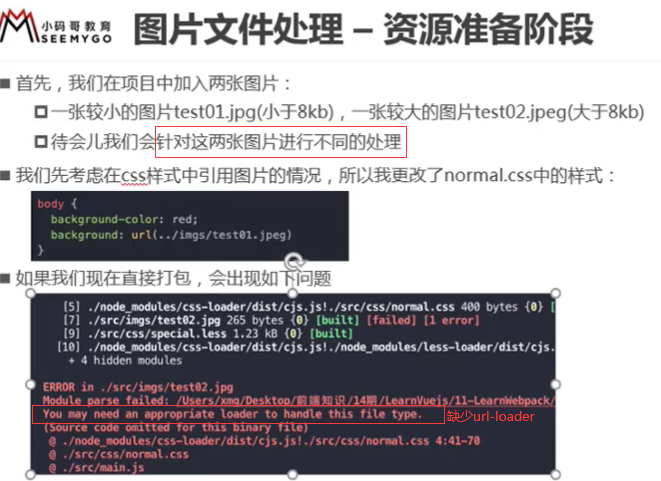 小码哥教育
SEEMYGO
图片文件处理 – 资源准备阶段
首先，我们在项目中加入两张图片：
一张较小的图片test01.jpg(小于8kb)，一张较大的图片test02.jpeg(大于8kb)
待会儿我们会针对这两张图片进行不同的处理
我们先考虑在css样式中引用图片的情况，所以我更改了normal.css中的样式：
body {
background-color: red;
background: url(../imgs/test01.jpeg)
}
如果我们现在直接打包，会出现如下问题
[5] ./node_modules/css-loader/dist/cjs.js!./src/css/normal.css 400 bytes {0} [
[7] ./src/imgs/test02.jpg 265 bytes {0} [built] [failed] [1 error]
[9] ./src/css/special.less 1.23 kB {0} [built]
[10] ./node_modules/css-loader/dist/cjs.js!./node_modules/less-loader/dist/cjs.
+ 4 hidden modules
ERROR in ./src/imgs/test02.jpg
Module parse failed: /Users/xmg/Desktop/前端知识/14期/LearnVuejs/11-LearnWebpack/
You may need an appropriate loader to handle this file type. 缺少url-loader
(Source code omitted for this binary file)
@ ./node_modules/css-loader/dist/cjs.js!./src/css/normal.css 4:41-70
@ ./src/css/normal.css
@ ./src/main.js